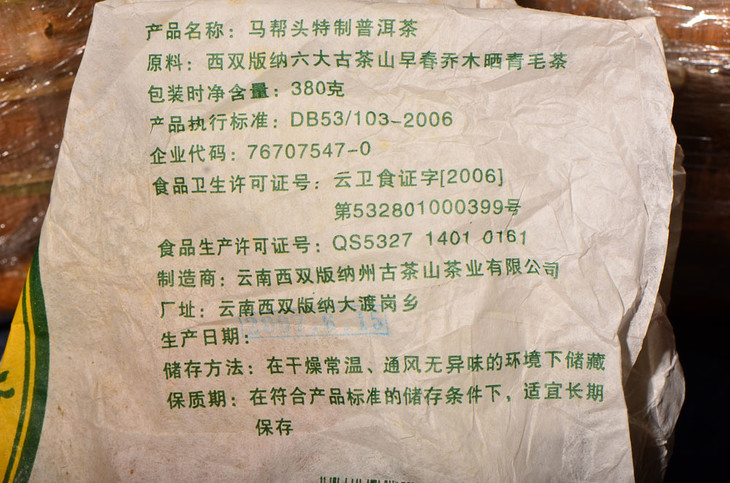 产品名称：马帮头特制普洱茶
原料：西双版纳六大古茶山早春乔木晒青毛茶
包装时净含量：380克
产品执行标准：DB53/103-2006
企业代码：76707547-0
食品卫生许可证号：云卫食证字[2006]
第532801000399号
食品生产许可证号：QS5327 1401 0161
制造商：云南西双版纳州古茶山茶业有限公司
厂址：云南西双版纳大渡岗乡
生产日期：
储存方法：在干燥常温、通风无异味的环境下储藏
保质期：在符合产品标准的储存条件下，适宜长期
保存